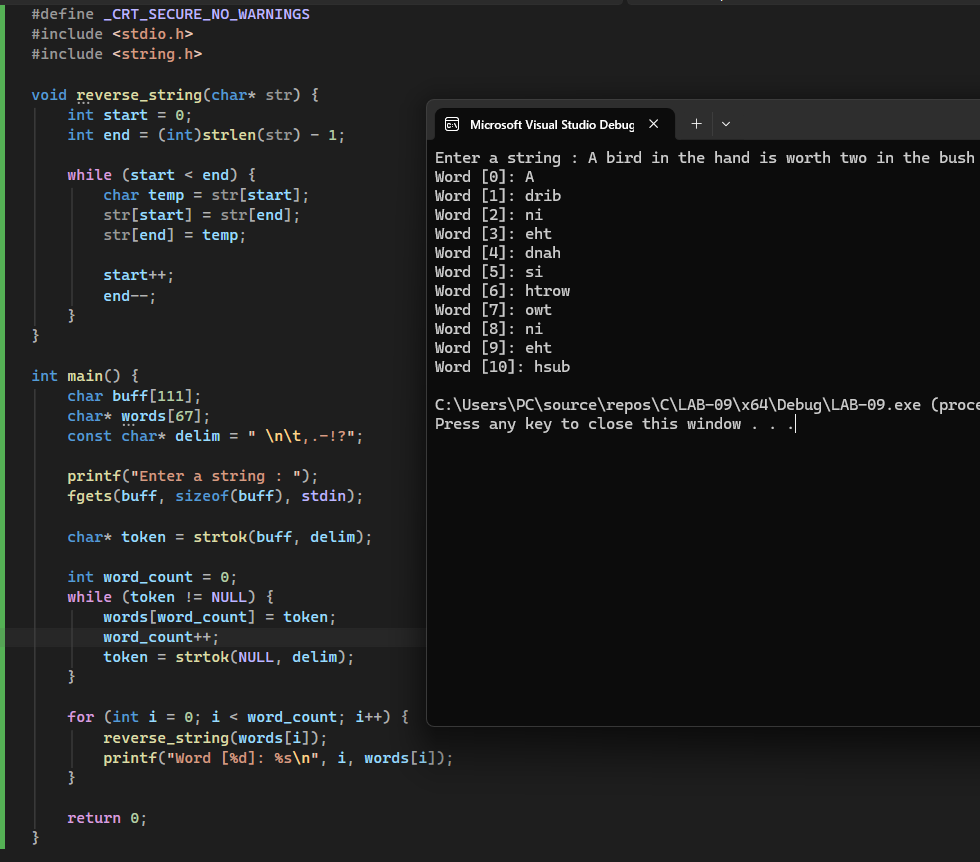 #define _CRT_SECURE_NO_WARNINGS
#include <stdio.h>
#include <string.h>
void reverse_string(char* str) {
int start = 0;
int end = (int)strlen(str) - 1;
while (start < end) {
char temp = str[start];
str[start] = str[end];
str[end] = temp;
start++;
end--;
}
}
int main() {
char buff[111];
char* words[67];
const char* delim = " \n\t,.-!?";
printf("Enter a string : ");
fgets(buff, sizeof(buff), stdin);
char* token = strtok(buff, delim);
int word_count = 0;
while (token != NULL) {
words[word_count] = token;
word_count++;
token = strtok(NULL, delim);
}
for (int i = 0; i < word_count; i++) {
reverse_string(words[i]);
printf("Word [%d]: %s\n", i, words[i]);
}
return 0;
}
Microsoft Visual Studio Debug
Enter a string : A bird in the hand is worth two in the bush
Word [0]: A
Word [1]: drib
Word [2]: ni
Word [3]: eht
Word [4]: dnah
Word [5]: si
Word [6]: htrow
Word [7]: owt
Word [8]: ni
Word [9]: eht
Word [10]: hsub
C:\Users\PC\source\repos\C\LAB-09\x64\Debug\LAB-09.exe (proce
Press any key to close this window . . .